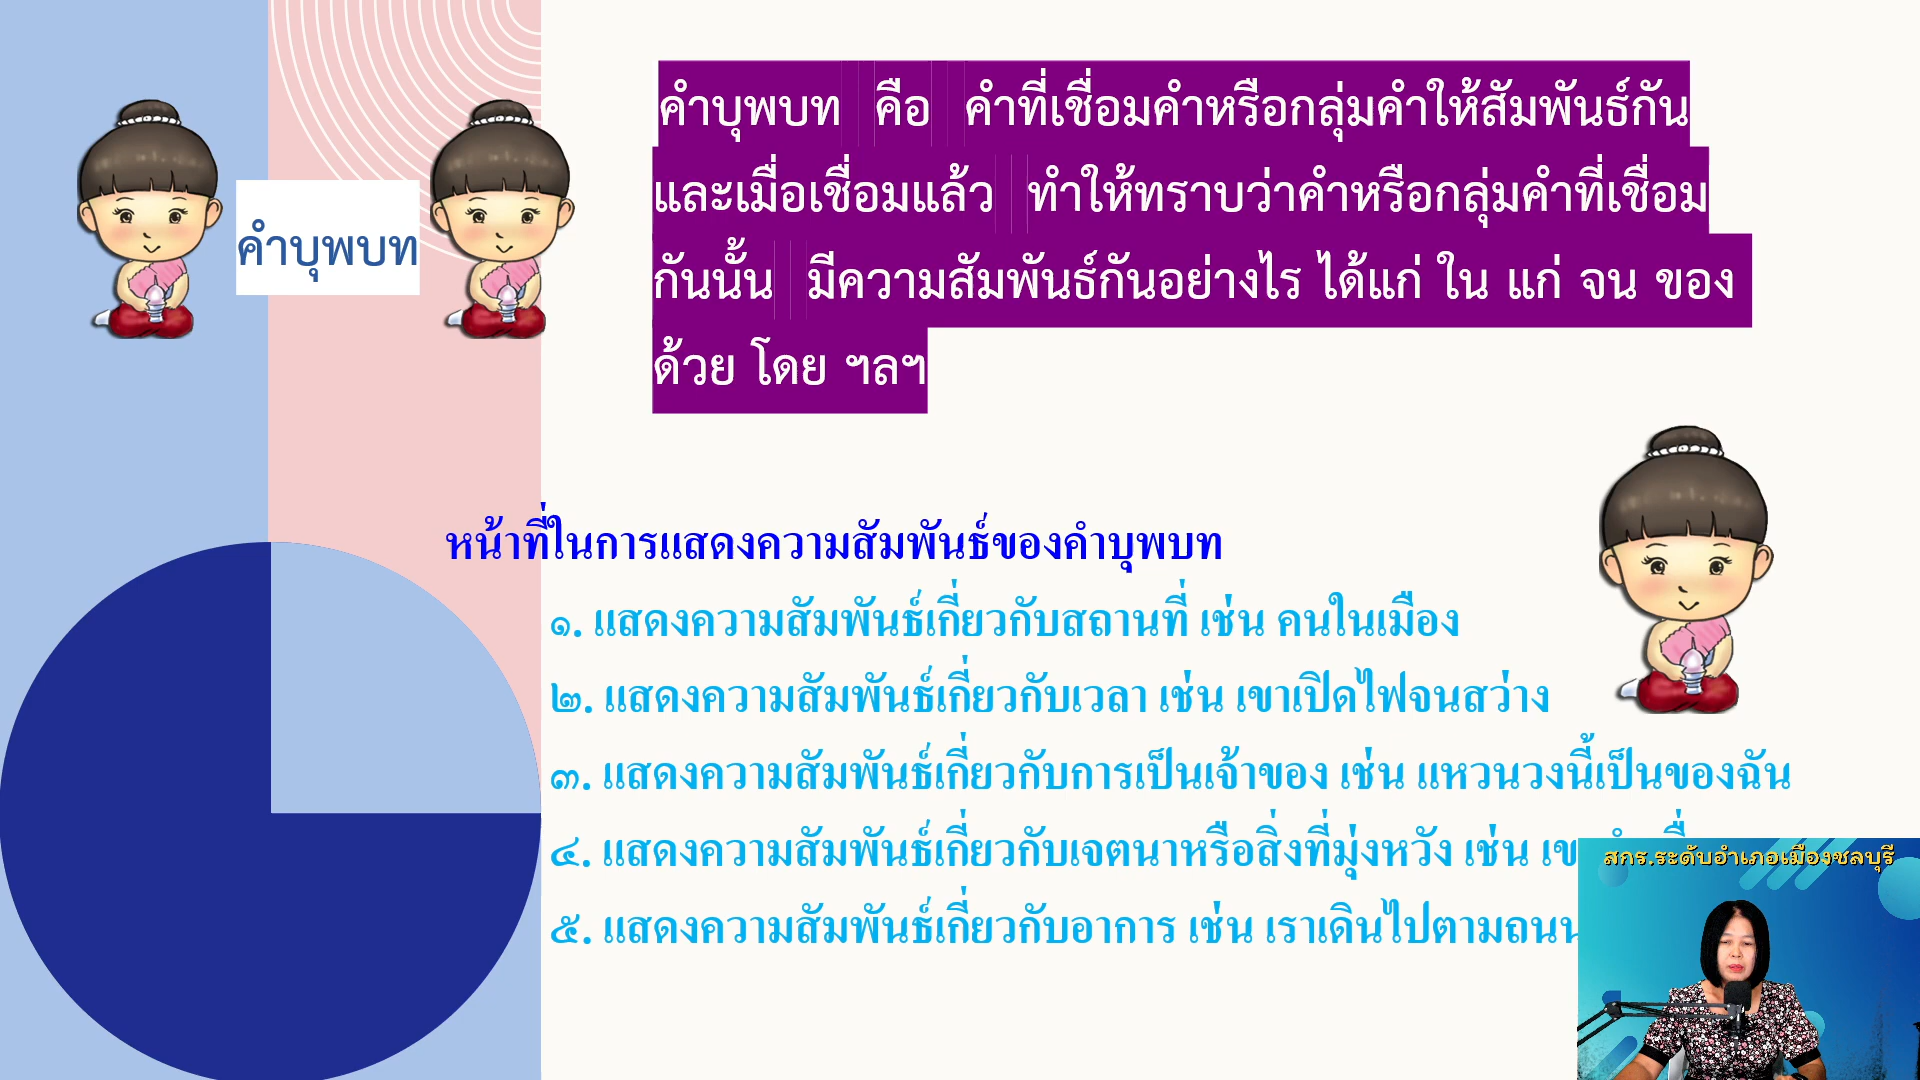 คำบุพบท
คำบุพบท คือ คำที่เชื่อมคำหรือกลุ่มคำให้สัมพันธ์กัน
และเมื่อเชื่อมแล้ว ทำให้ทราบว่าคำหรือกลุ่มคำที่เชื่อม
กันนั้น มีความสัมพันธ์กันอย่างไร ได้แก่ ใน แก่ จน ของ
ด้วย โดย ฯลฯ
หน้าที่ในการแสดงความสัมพันธ์ของคำบุพบท
๑. แสดงความสัมพันธ์เกี่ยวกับสถานที่ เช่น คนในเมือง
๒. แสดงความสัมพันธ์เกี่ยวกับเวลา เช่น เขาเปิดไฟจนสว่าง
๓. แสดงความสัมพันธ์เกี่ยวกับการเป็นเจ้าของ เช่น แหวนวงนี้เป็นของฉัน
๔. แสดงความสัมพันธ์เกี่ยวกับเจตนาหรือสิ่งที่มุ่งหวัง เช่น
๕. แสดงความสัมพันธ์เกี่ยวกับอาการ เช่น เราเดินไปตามถนน
สกร.ระดับอำเภอเมืองชลบุรี